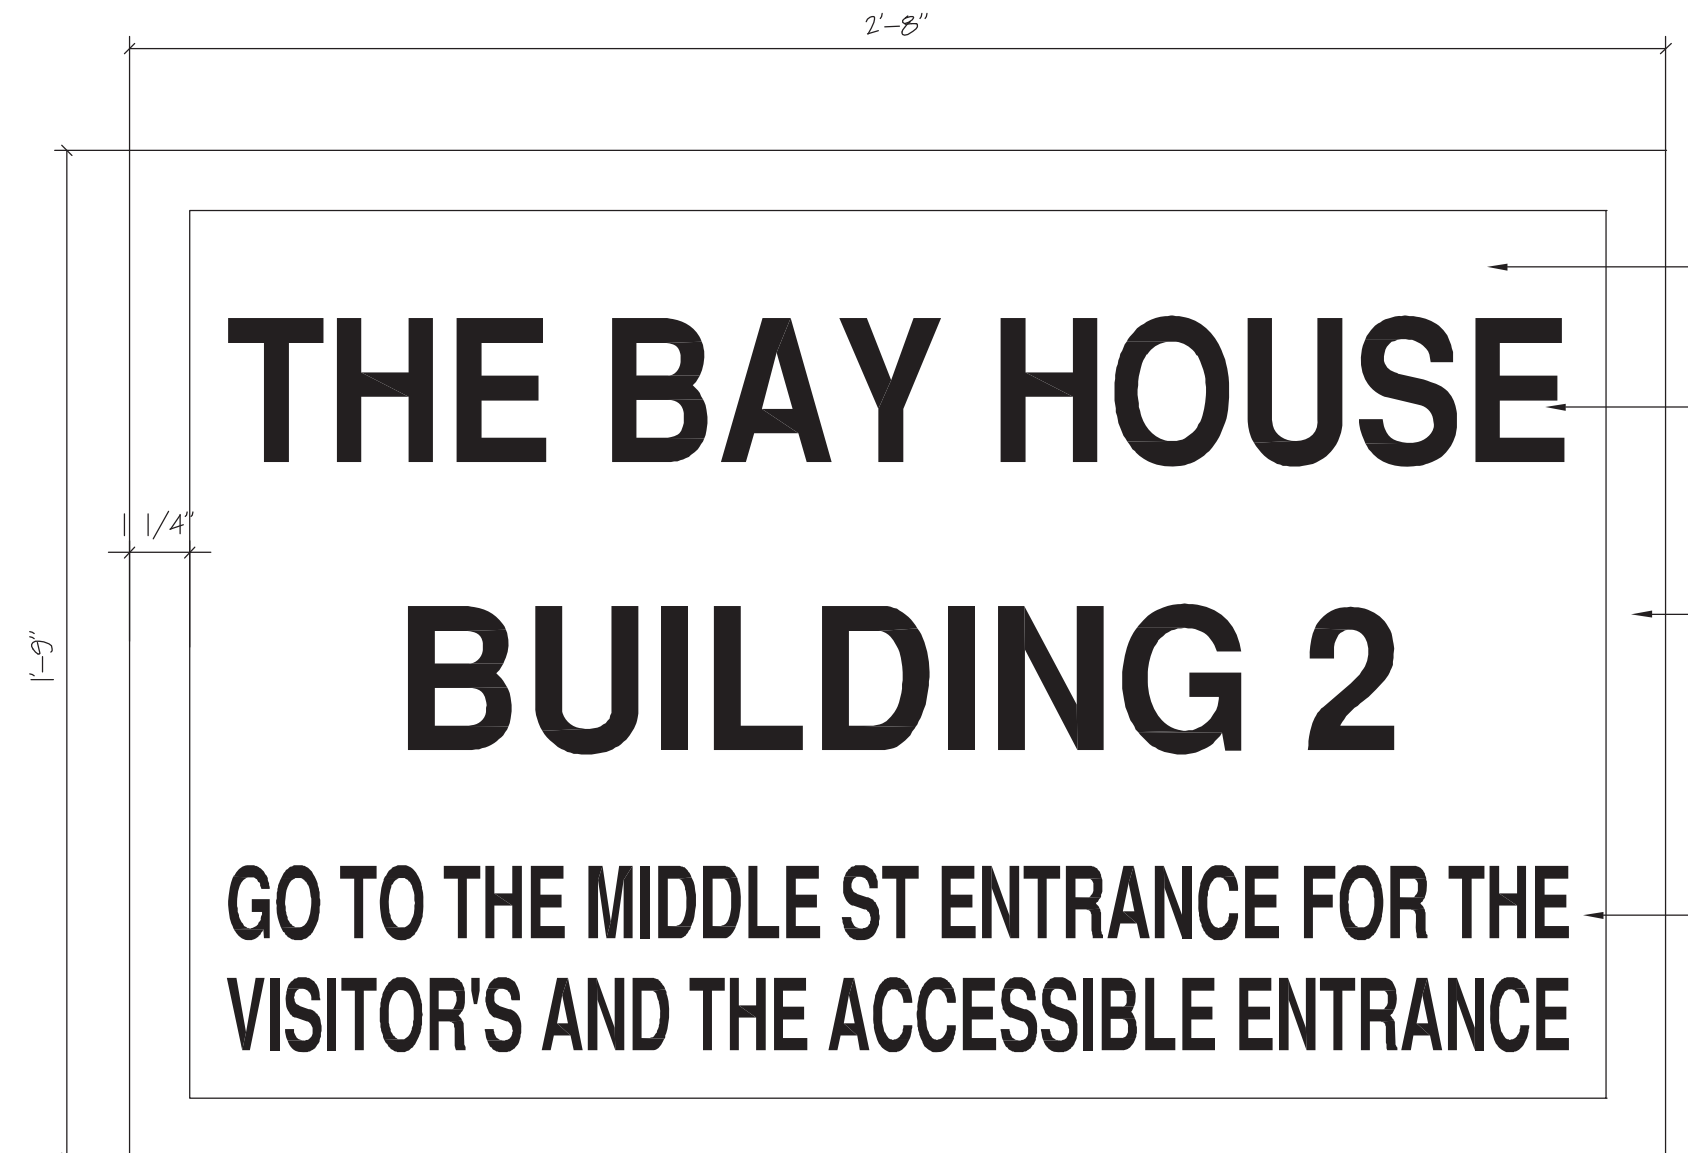 2'-8"
THE BAY HOUSE
1 1/4"
1'-9"
BUILDING 2
GO TO THE MIDDLE ST ENTRANCE FOR THE
VISITOR'S AND THE ACCESSIBLE ENTRANCE